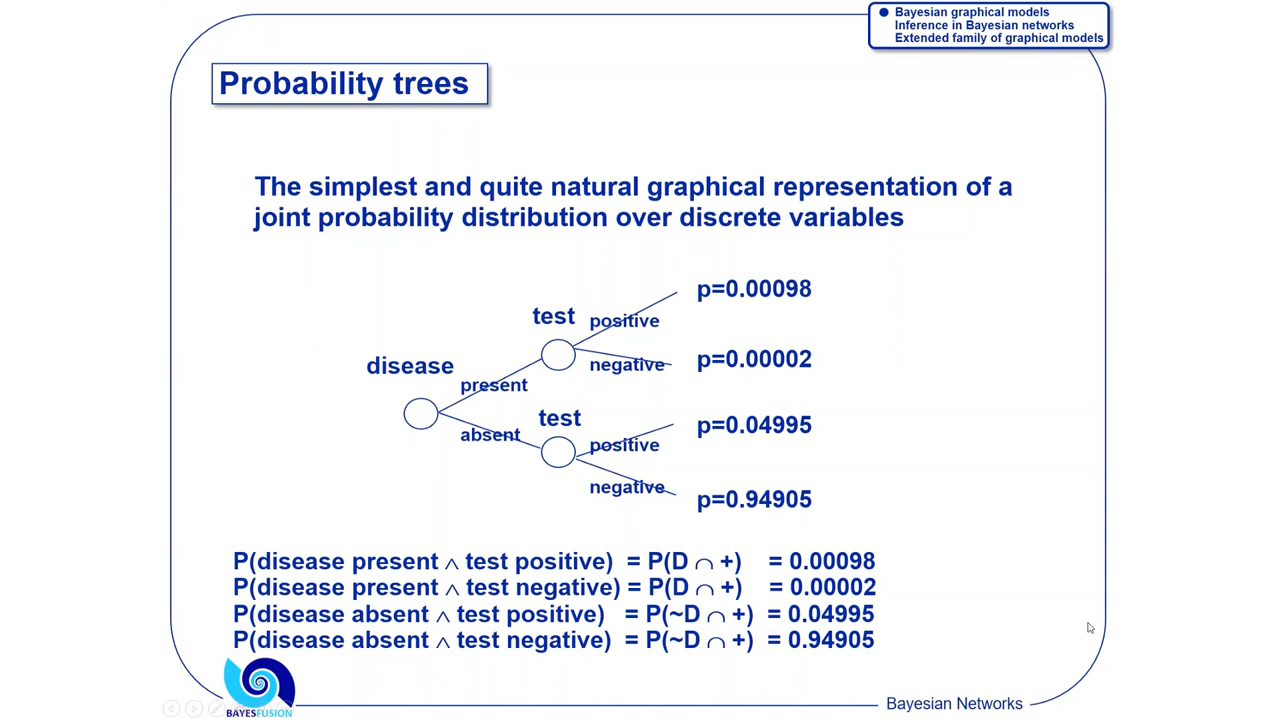 Bayesian graphical models
Inference in Bayesian networks
Extended family of graphical models
Probability trees
The simplest and quite natural graphical representation of a
joint probability distribution over discrete variables
p=0.00098
test
positive
negative
p=0.00002
disease
present
test
p=0.04995
absent
positive
negative
p=0.94905
P(disease present ∧ test positive) = P(D ∩ +) = 0.00098
P(disease present ∧ test negative) = P(D ∩ +) = 0.00002
P(disease absent ∧ test positive) = P(~D ∩ +) = 0.04995
P(disease absent ∧ test negative) = P(~D ∩ +) = 0.94905
BAYESFUSION
Bayesian Networks